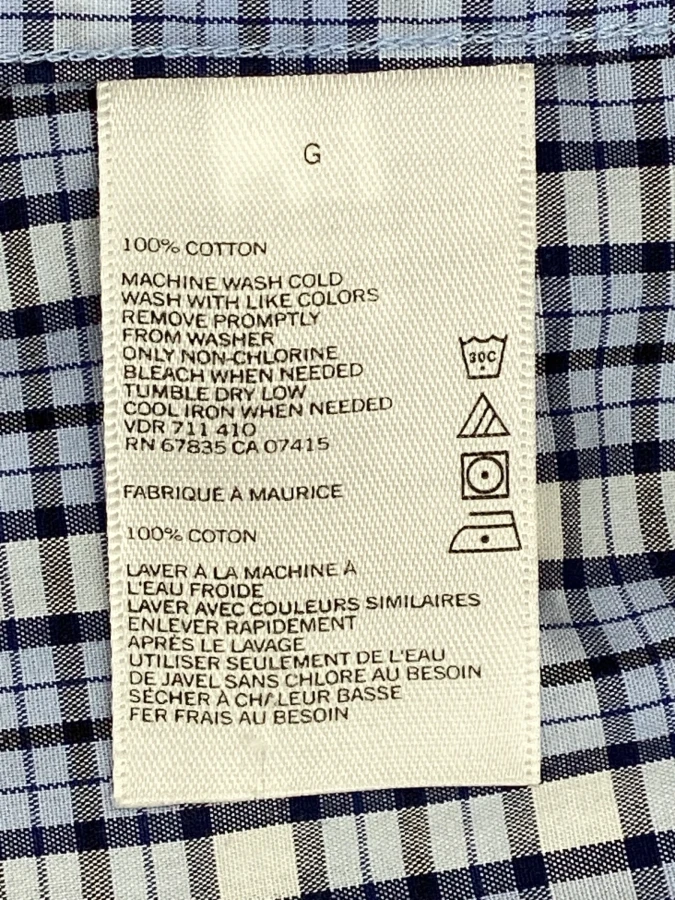 G
100% COTTON
MACHINE WASH COLD
WASH WITH LIKE COLORS
REMOVE PROMPTLY
FROM WASHER
ONLY NON-CHLORINE
BLEACH WHEN NEEDED
TUMBLE DRY LOW
COOL IRON WHEN NEEDED
VDR 711 410
RN 67835 CA 07415
30C
FABRIQUÉ À MAURICE
100% COTON
LAVER À LA MACHINE À
L'EAU FROIDE
LAVER AVEC COULEURS SIMILAIRES
ENLEVER RAPIDEMENT
APRÈS LE LAVAGE
UTILISER SEULEMENT DE L'EAU
DE JAVEL SANS CHLORE AU BESOIN
SÉCHER À CHALEUR BASSE
FER FRAIS AU BESOIN